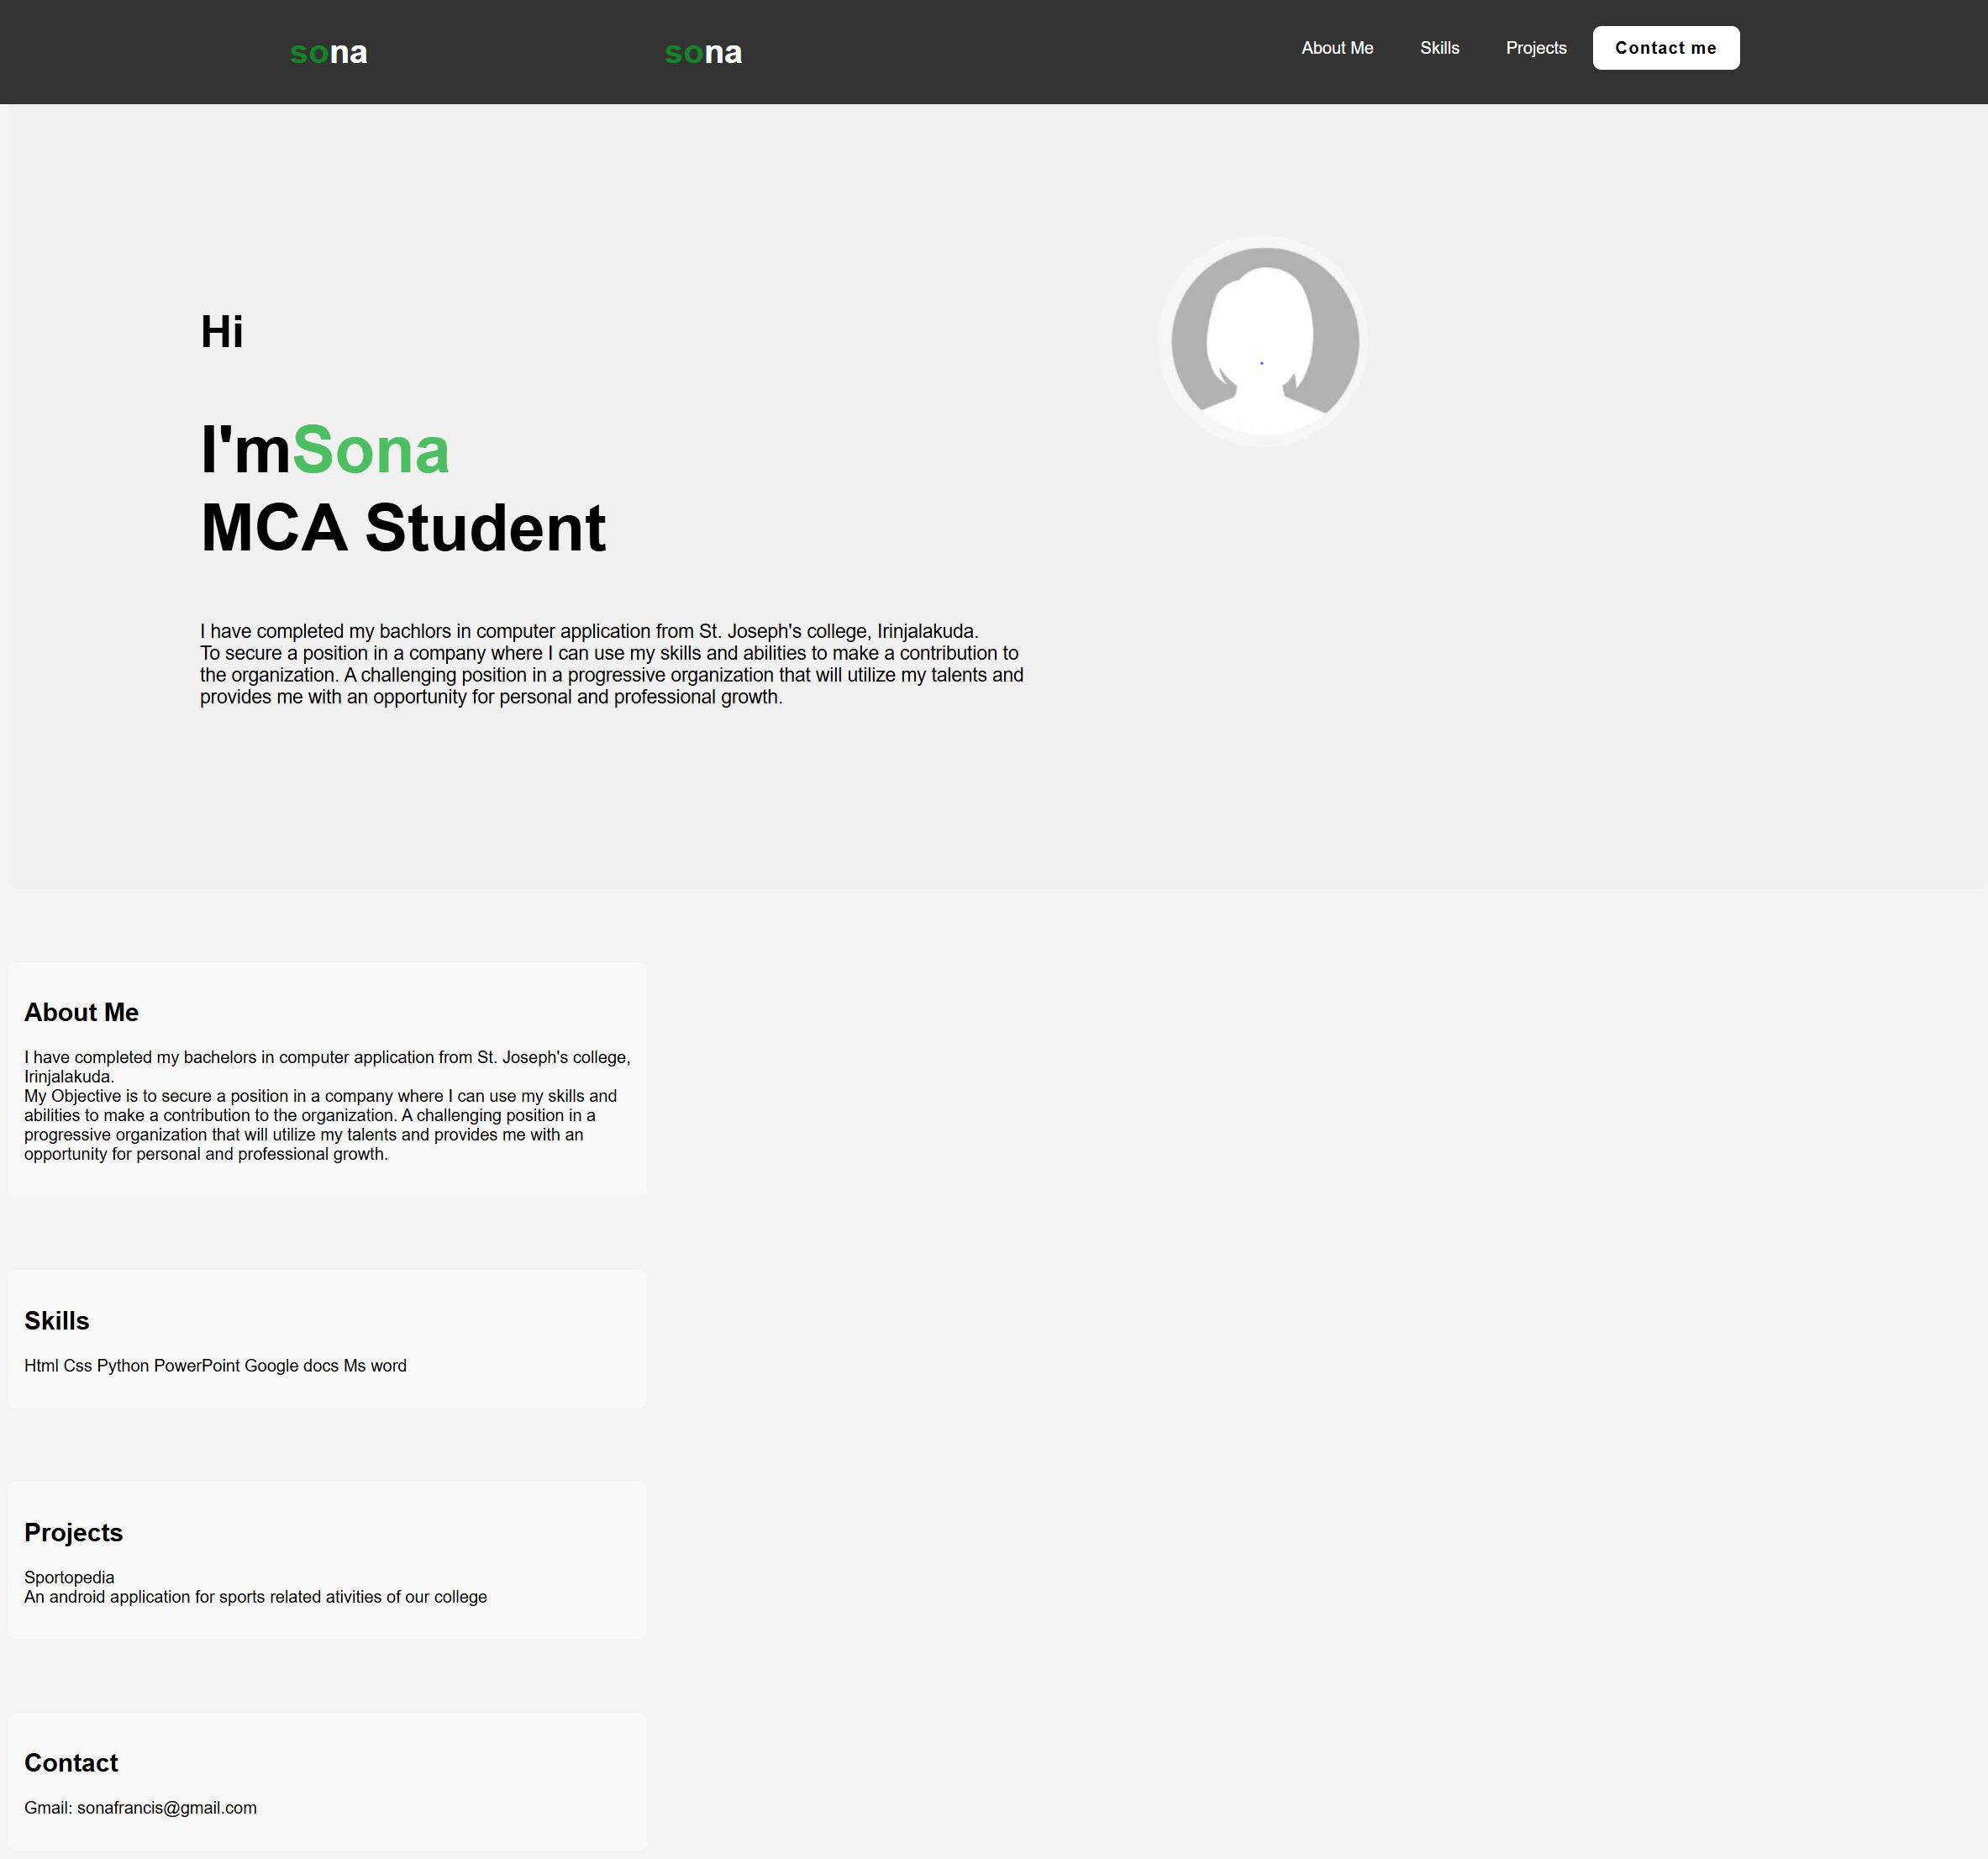 sona
sona
About Me
Skills
Projects
Contact me
Hi
I'mSona
MCA Student
I have completed my bachlors in computer application from St. Joseph's college, Irinjalakuda.
To secure a position in a company where I can use my skills and abilities to make a contribution to
the organization. A challenging position in a progressive organization that will utilize my talents and
provides me with an opportunity for personal and professional growth.
About Me
I have completed my bachelors in computer application from St. Joseph's college,
Irinjalakuda.
My Objective is to secure a position in a company where I can use my skills and
abilities to make a contribution to the organization. A challenging position in a
progressive organization that will utilize my talents and provides me with an
opportunity for personal and professional growth.
Skills
Html Css Python PowerPoint Google docs Ms word
Projects
Sportopedia
An android application for sports related ativities of our college
Contact
Gmail: sonafrancis@gmail.com